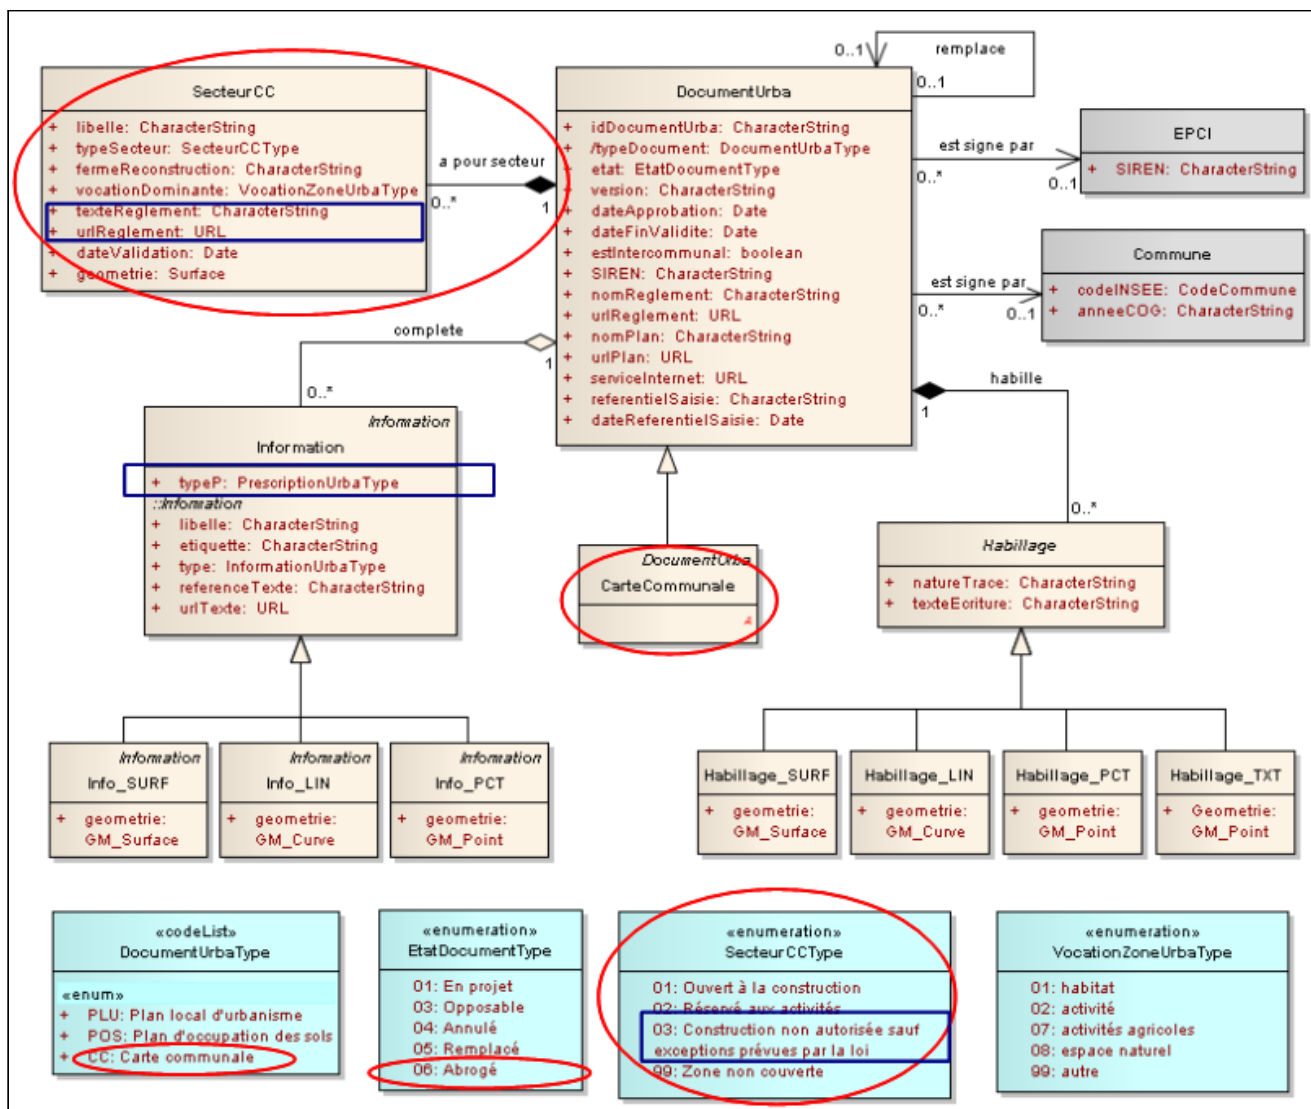 remplace
0..1
0..1
SecteurCC
+ libelle: CharacterString
+ typeSecteur: SecteurCCType
+ fermeReconstruction: CharacterString
+ vocationDominante: VocationZoneUrbaType
+ texteReglement: CharacterString
+ urlReglement: URL
+ dateValidation: Date
+ geometrie: Surface
a pour secteur
0..*
1
DocumentUrba
+ idDocumentUrba: CharacterString
+ /typeDocument: DocumentUrbaType
+ etat: EtatDocumentType
+ version: CharacterString
+ dateApprobation: Date
+ dateFinValidite: Date
+ estIntercommunal: boolean
+ SIREN: CharacterString
+ nomReglement: CharacterString
+ urlReglement: URL
+ nomPlan: CharacterString
+ urlPlan: URL
+ serviceInternet: URL
+ referentielSaisie: CharacterString
+ dateReferentielSaisie: Date
est signe par
0..*
0..1
EPCI
+ SIREN: CharacterString
est signe par
0..*
0..1
Commune
+ codeINSEE: CodeCommune
+ anneeCOG: CharacterString
complete
1
0..*
habille
1
0..*
Information
Information
+ typeP: PrescriptionUrbaType
::Information
+ libelle: CharacterString
+ etiquette: CharacterString
+ type: InformationUrbaType
+ referenceTexte: CharacterString
+ urlTexte: URL
DocumentUrba
CarteCommunale
A
Habillage
+ natureTrace: CharacterString
+ texteEcriture: CharacterString
Information
Info_SURF
+ geometrie:
GM_Surface
Information
Info_LIN
+ geometrie:
GM_Curve
Information
Info_PCT
+ geometrie:
GM_Point
Habillage_SURF
+ geometrie:
GM_Surface
Habillage_LIN
+ geometrie:
GM_Curve
Habillage_PCT
+ geometrie:
GM_Point
Habillage_TXT
+ Geometrie:
GM_Point
«codeList»
DocumentUrbaType
«enum»
+ PLU: Plan local d'urbanisme
+ POS: Plan d'occupation des sols
+ CC: Carte communale
«enumeration»
EtatDocumentType
01: En projet
03: Opposable
04: Annulé
05: Remplacé
06: Abrogé
«enumeration»
SecteurCCType
01: Ouvert à la construction
02: Réservé aux activités
03: Construction non autorisée sauf
exceptions prévues par la loi
99: Zone non couverte
«enumeration»
VocationZoneUrbaType
01: habitat
02: activité
07: activités agricoles
08: espace naturel
99: autre